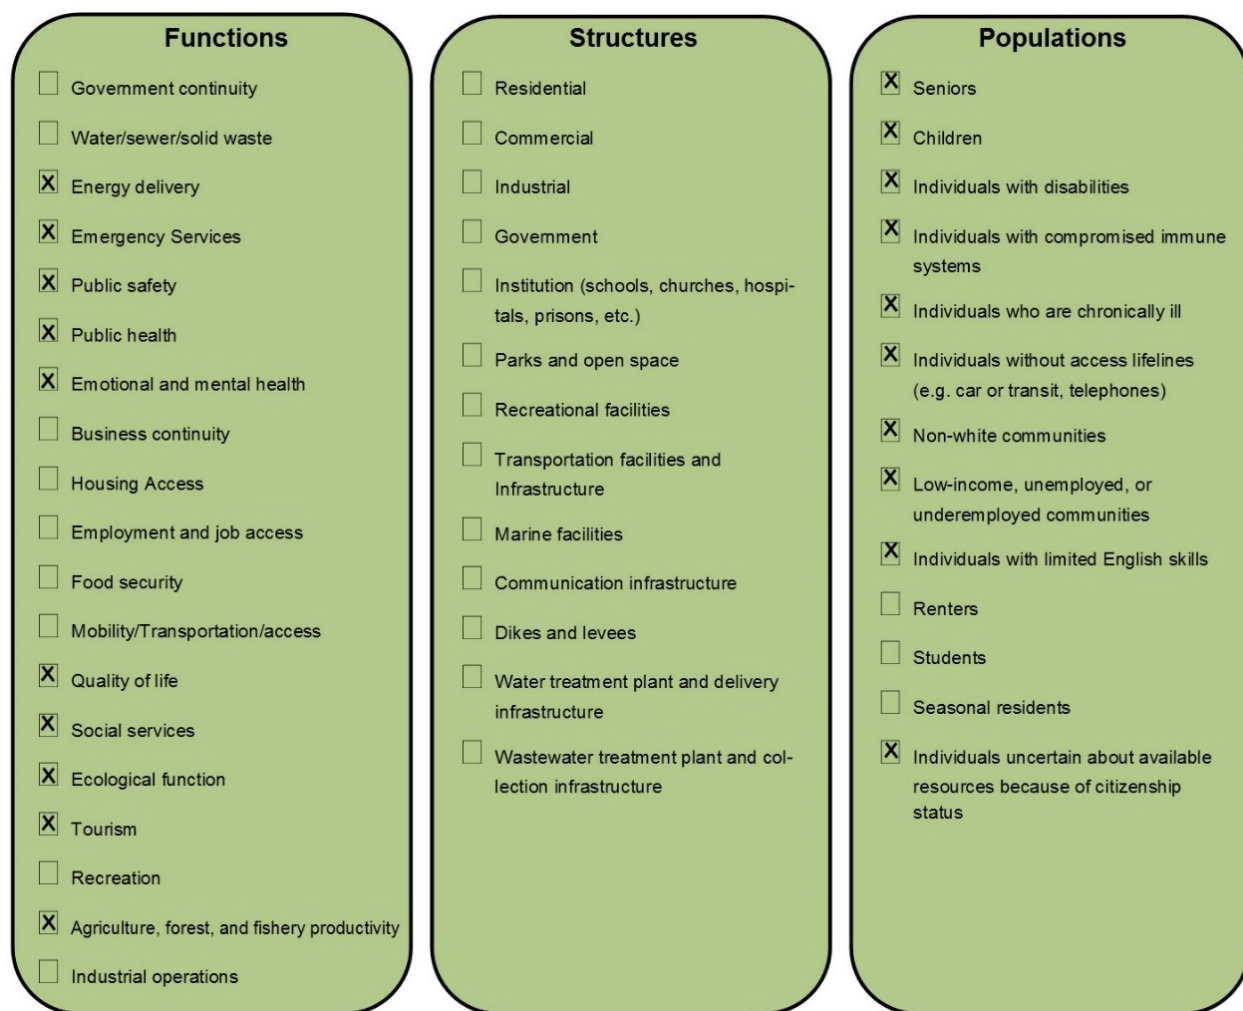 Functions
Government continuity
Water/sewer/solid waste
X Energy delivery
X Emergency Services
X Public safety
X Public health
X Emotional and mental health
Business continuity
Housing Access
Employment and job access
Food security
Mobility/Transportation/access
X Quality of life
X Social services
X Ecological function
X Tourism
Recreation
X Agriculture, forest, and fishery productivity
Industrial operations
Structures
Residential
Commercial
Industrial
Government
Institution (schools, churches, hospi-
tals, prisons, etc.)
Parks and open space
Recreational facilities
Transportation facilities and
Infrastructure
Marine facilities
Communication infrastructure
Dikes and levees
Water treatment plant and delivery
infrastructure
Wastewater treatment plant and col-
lection infrastructure
Populations
X Seniors
X Children
X Individuals with disabilities
X Individuals with compromised immune
systems
X Individuals who are chronically ill
X Individuals without access lifelines
(e.g. car or transit, telephones)
X Non-white communities
X Low-income, unemployed, or
underemployed communities
X Individuals with limited English skills
Renters
Students
Seasonal residents
X Individuals uncertain about available
resources because of citizenship
status